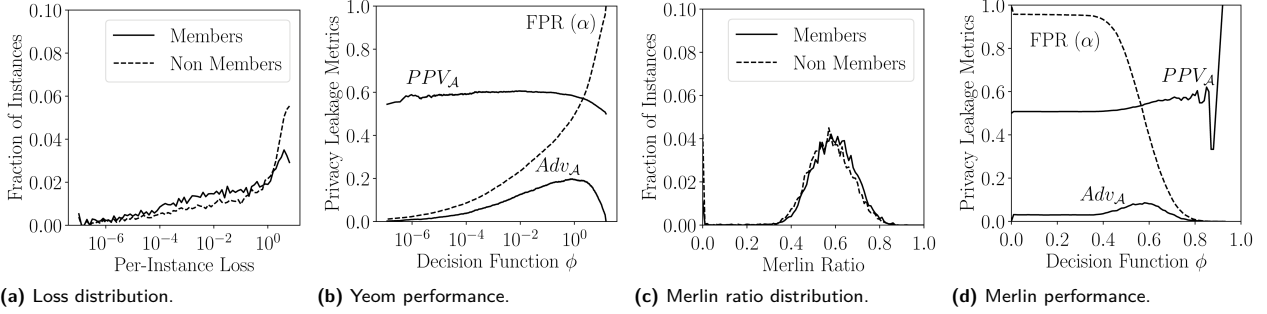 Fraction of Instances
0.10
0.08
0.06
0.04
0.02
0.00
Members
Non Members
10⁻⁶ 10⁻⁴ 10⁻² 10⁰
Per-Instance Loss
(a) Loss distribution.
Privacy Leakage Metrics
1.0
0.8
0.6
0.4
0.2
0.0
FPR (α)
PPV_A
Adv_A
10⁻⁶ 10⁻⁴ 10⁻² 10⁰
Decision Function ϕ
(b) Yeom performance.
Fraction of Instances
0.10
0.08
0.06
0.04
0.02
0.00
Members
Non Members
0.0 0.2 0.4 0.6 0.8 1.0
Merlin Ratio
(c) Merlin ratio distribution.
Privacy Leakage Metrics
1.0
0.8
0.6
0.4
0.2
0.0
FPR (α)
PPV_A
Adv_A
0.0 0.2 0.4 0.6 0.8 1.0
Decision Function ϕ
(d) Merlin performance.